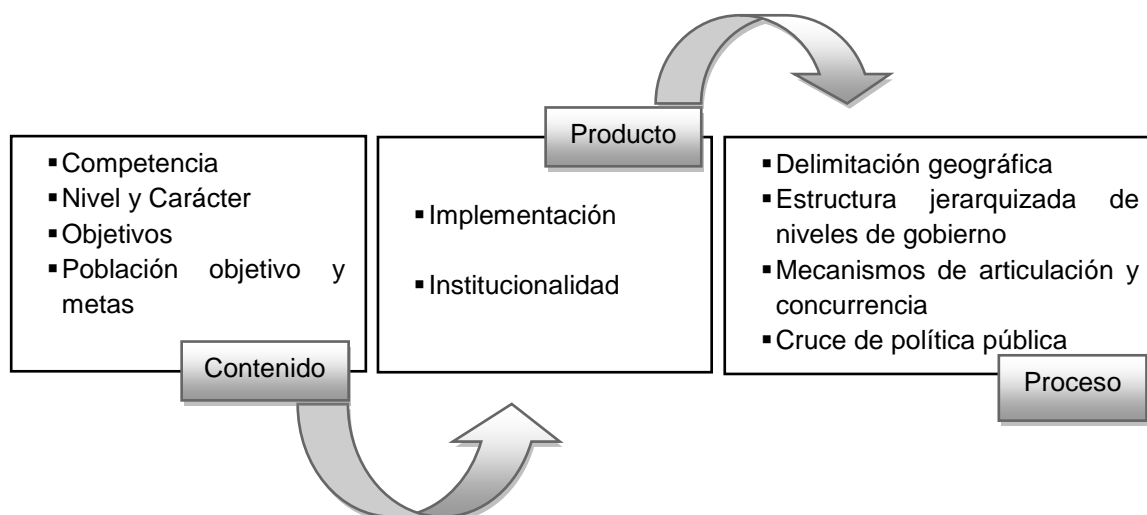 ▪Competencia
▪Nivel y Carácter
▪Objetivos
▪Población objetivo y
metas
Contenido
Producto
▪Implementación
▪Institucionalidad
▪Delimitación geográfica
▪Estructura jerarquizada de
niveles de gobierno
▪Mecanismos de articulación y
concurrencia
▪Cruce de política pública
Proceso